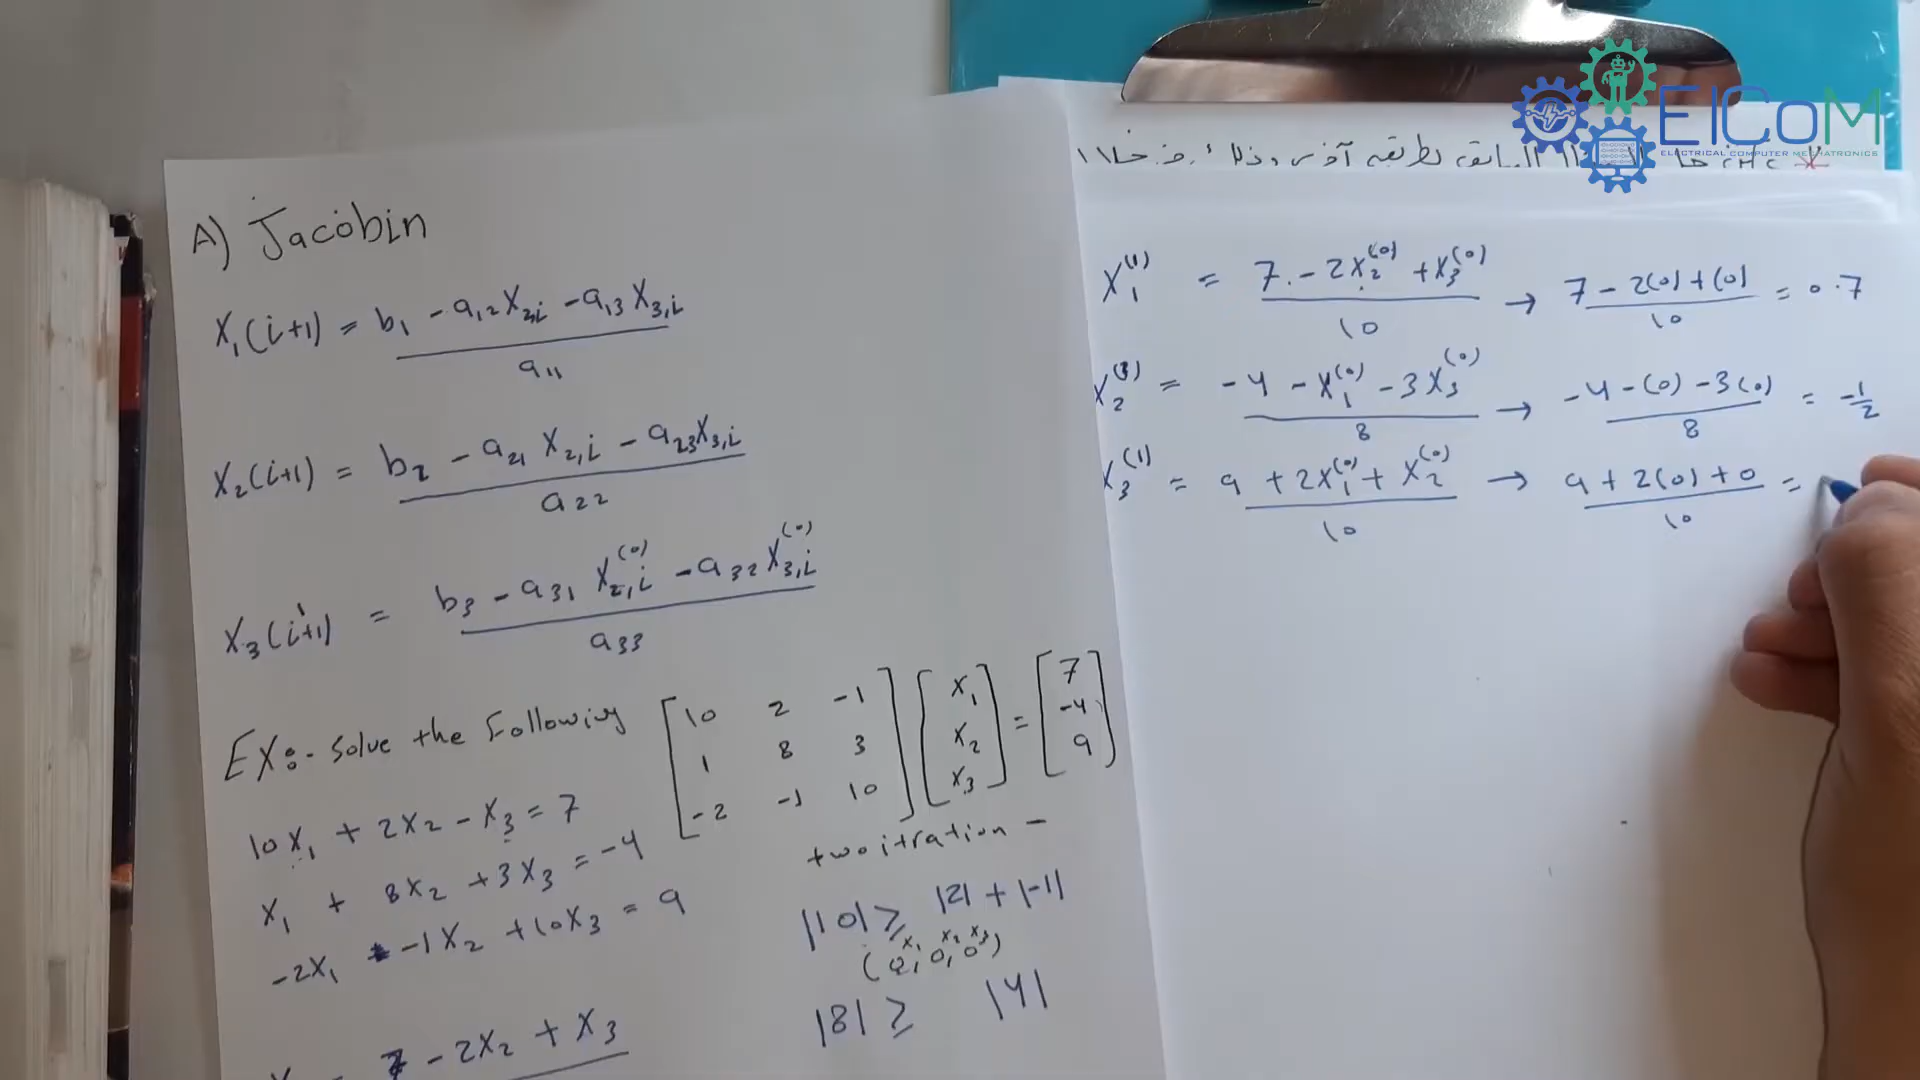 EICoM
ELECTRICAL COMPUTER MECHATRONICS
A) Jacobin
X₁(i+1) = b₁ - a₁₂X₂,i - a₁₃X₃,i / a₁₁
X₂(i+1) = b₂ - a₂₁X₂,i - a₂₃X₃,i / a₂₂
X₃(i+1) = b₃ - a₃₁X₂,i⁽⁰⁾ - a₃₂X₃,i⁽⁰⁾ / a₃₃
EX:- Solve the Following [10 2 -1; 1 8 3; -2 -1 10] [x₁; x₂; x₃] = [7; -4; 9]
10X₁ + 2X₂ - X₃ = 7
X₁ + 8X₂ + 3X₃ = -4
-2X₁ -1X₂ + 10X₃ = 9
two itration -
|10| ≥ |2| + |-1|
x₁ x₂ x₃
(0, 0, 0)
|8| ≥ |4|
7 - 2X₂ + X₃
X₁⁽¹⁾ = 7 - 2X₂⁽⁰⁾ + X₃⁽⁰⁾ / 10 → 7 - 2(0) + (0) / 10 = 0.7
X₂ = -4 - X₁⁽⁰⁾ - 3X₃⁽⁰⁾ / 8 → -4 - (0) - 3(0) / 8 = -1/2
X₃⁽¹⁾ = 9 + 2X₁⁽⁰⁾ + X₂⁽⁰⁾ / 10 → 9 + 2(0) + 0 / 10 =